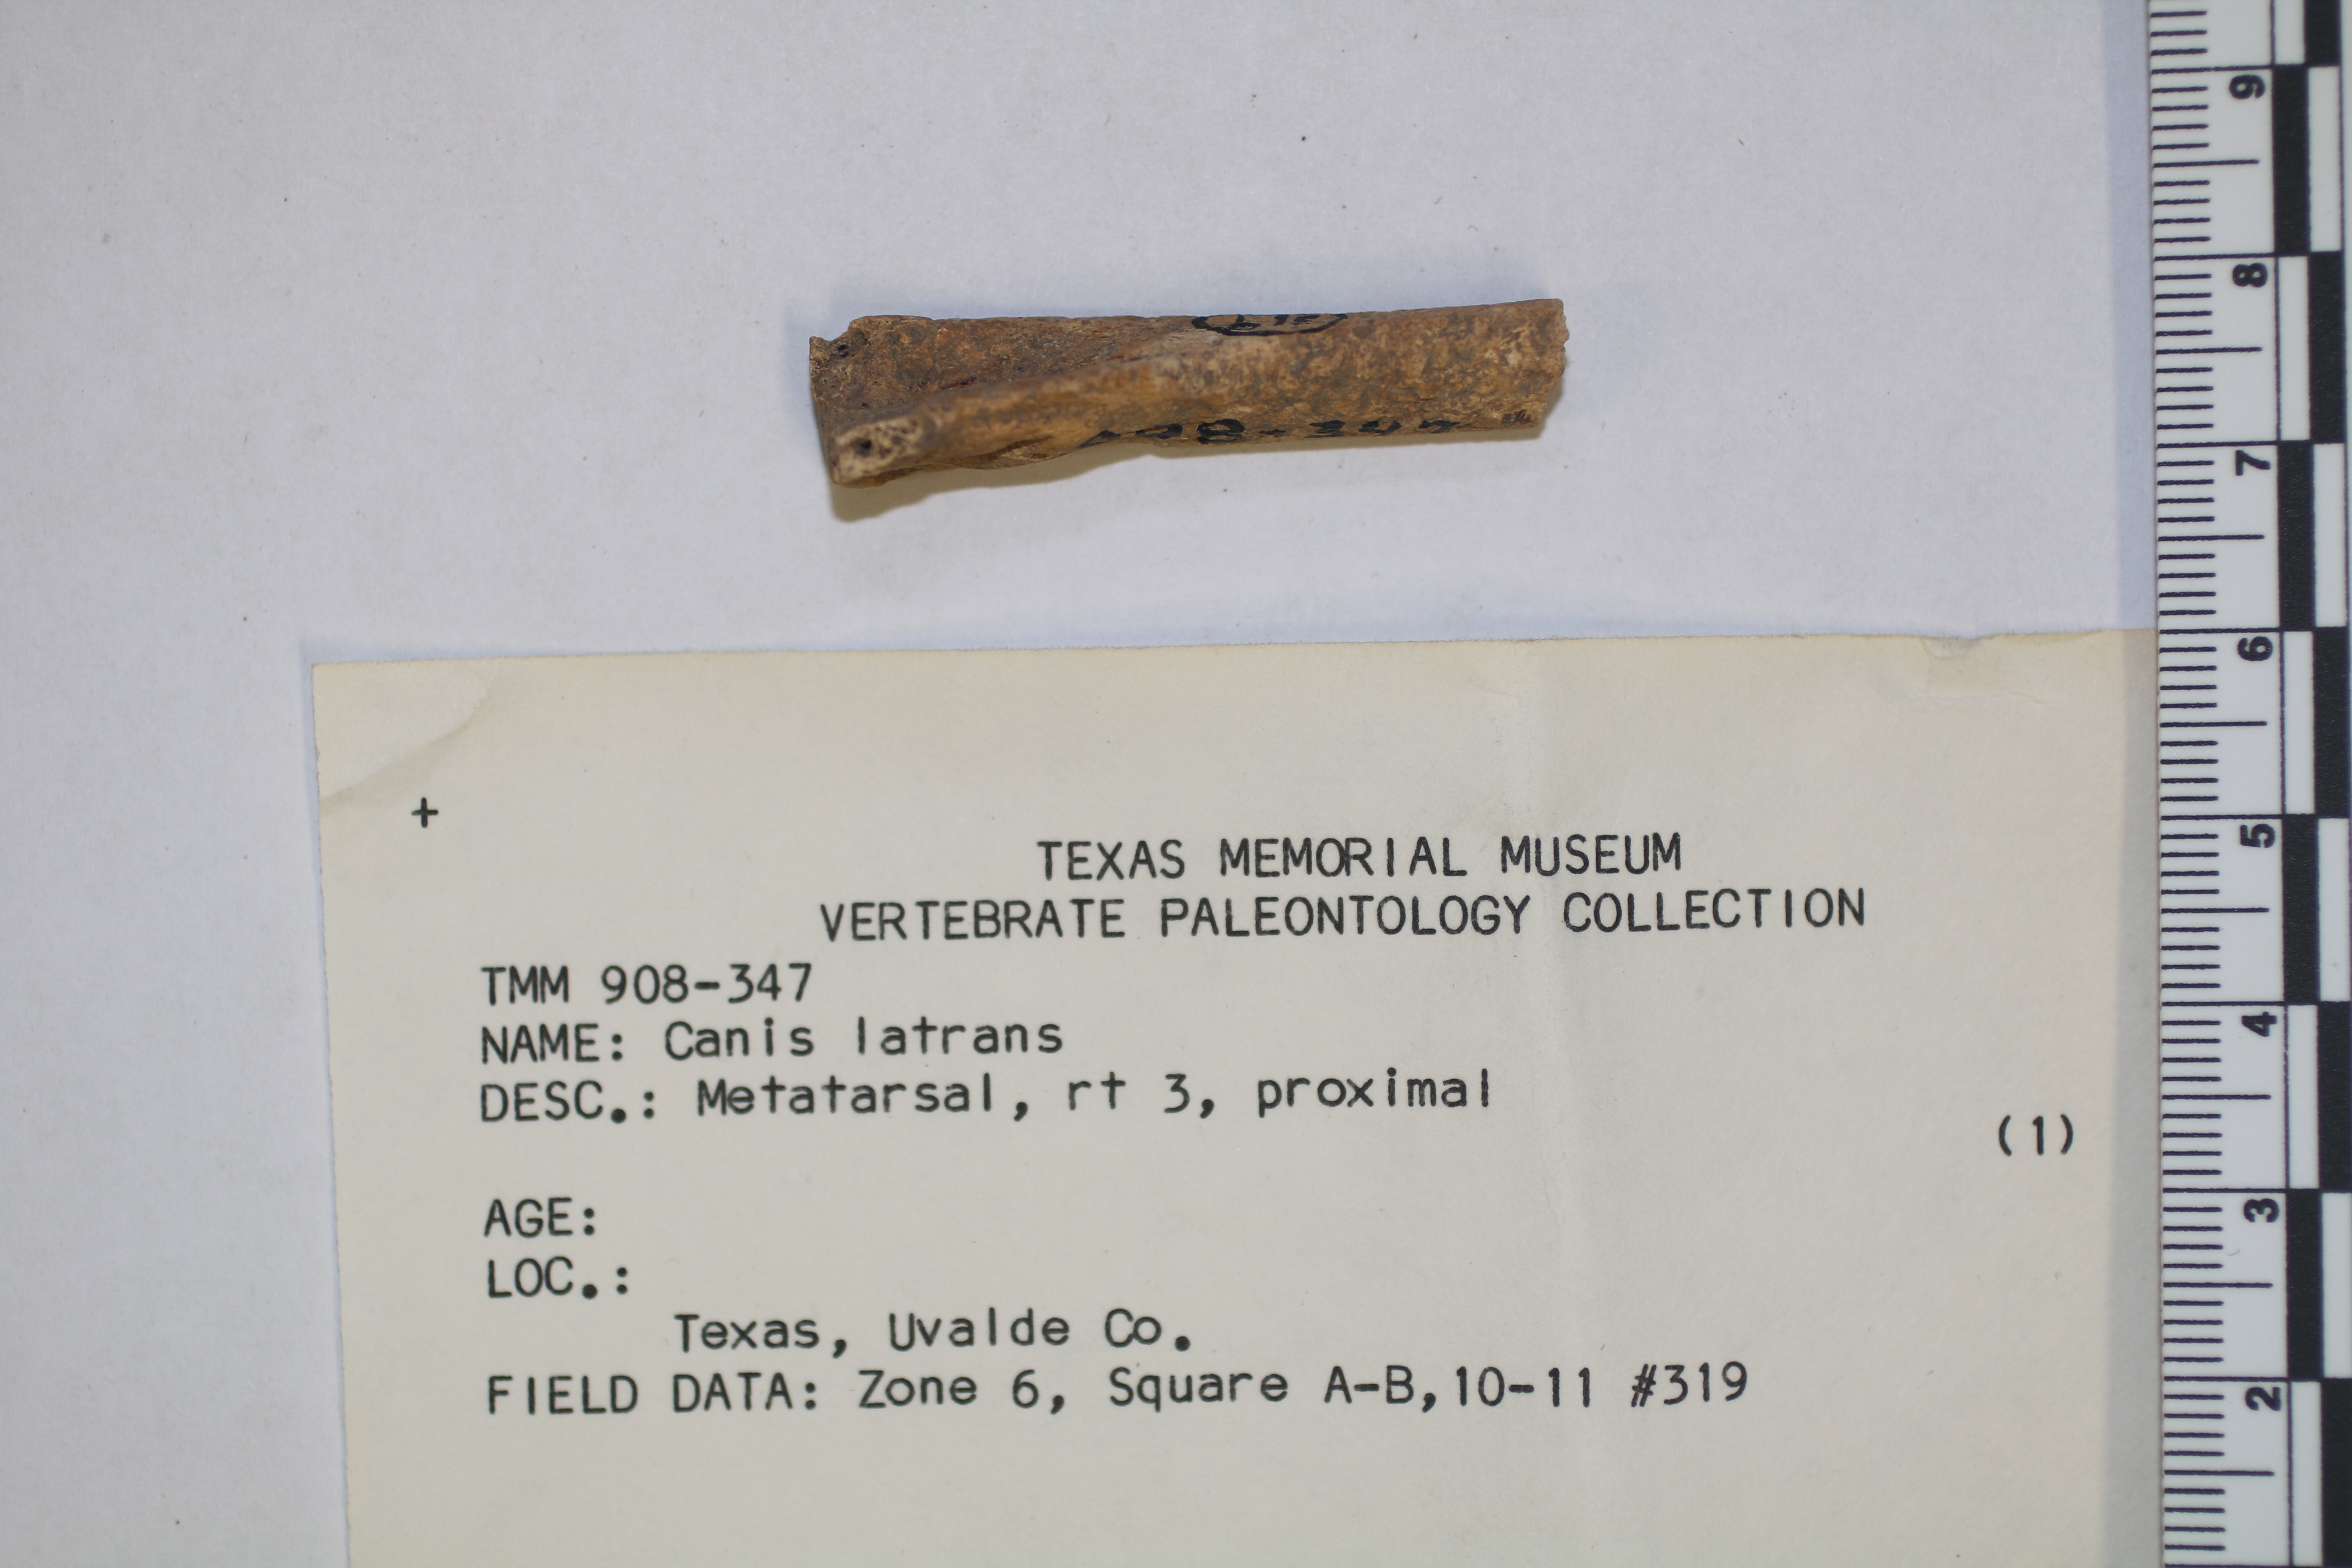 +
TEXAS MEMORIAL MUSEUM
VERTEBRATE PALEONTOLOGY COLLECTION
TMM 908-347
NAME: Canis latrans
DESC.: Metatarsal, rt 3, proximal
(1)
AGE:
LOC.:
Texas, Uvalde Co.
FIELD DATA: Zone 6, Square A-B,10-11 #319
9
8
7
6
5
4
3
2